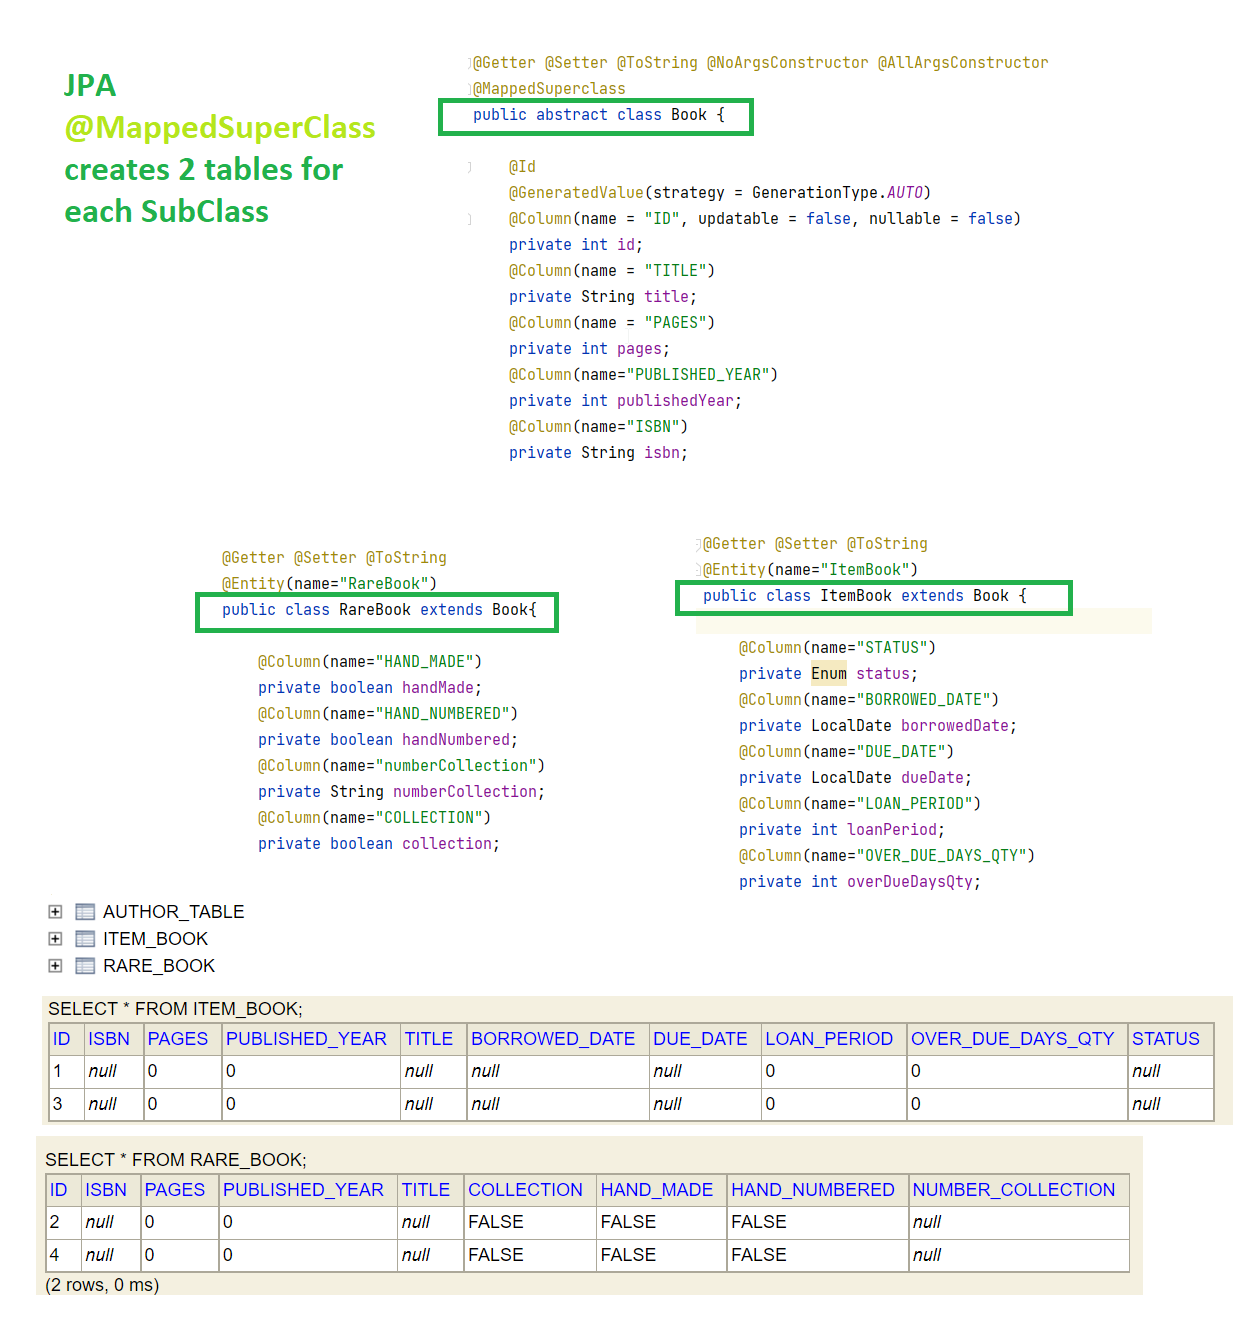 JPA
@MappedSuperClass
creates 2 tables for
each SubClass
@Getter @Setter @ToString @NoArgsConstructor @AllArgsConstructor
@MappedSuperclass
public abstract class Book {
@Id
@GeneratedValue(strategy = GenerationType.AUTO)
@Column(name = "ID", updatable = false, nullable = false)
private int id;
@Column(name = "TITLE")
private String title;
@Column(name = "PAGES")
private int pages;
@Column(name="PUBLISHED_YEAR")
private int publishedYear;
@Column(name="ISBN")
private String isbn;
@Getter @Setter @ToString
@Entity(name="RareBook")
public class RareBook extends Book{
@Column(name="HAND_MADE")
private boolean handMade;
@Column(name="HAND_NUMBERED")
private boolean handNumbered;
@Column(name="numberCollection")
private String numberCollection;
@Column(name="COLLECTION")
private boolean collection;
@Getter @Setter @ToString
@Entity(name="ItemBook")
public class ItemBook extends Book {
@Column(name="STATUS")
private Enum status;
@Column(name="BORROWED_DATE")
private LocalDate borrowedDate;
@Column(name="DUE_DATE")
private LocalDate dueDate;
@Column(name="LOAN_PERIOD")
private int loanPeriod;
@Column(name="OVER_DUE_DAYS_QTY")
private int overDueDaysQty;
AUTHOR_TABLE
ITEM_BOOK
RARE_BOOK
SELECT * FROM ITEM_BOOK;
ID ISBN PAGES PUBLISHED_YEAR TITLE BORROWED_DATE DUE_DATE LOAN_PERIOD OVER_DUE_DAYS_QTY STATUS
1 null 0 0 null null null 0 0 null
3 null 0 0 null null null 0 0 null
SELECT * FROM RARE_BOOK;
ID ISBN PAGES PUBLISHED_YEAR TITLE COLLECTION HAND_MADE HAND_NUMBERED NUMBER_COLLECTION
2 null 0 0 null FALSE FALSE FALSE null
4 null 0 0 null FALSE FALSE FALSE null
(2 rows, 0 ms)